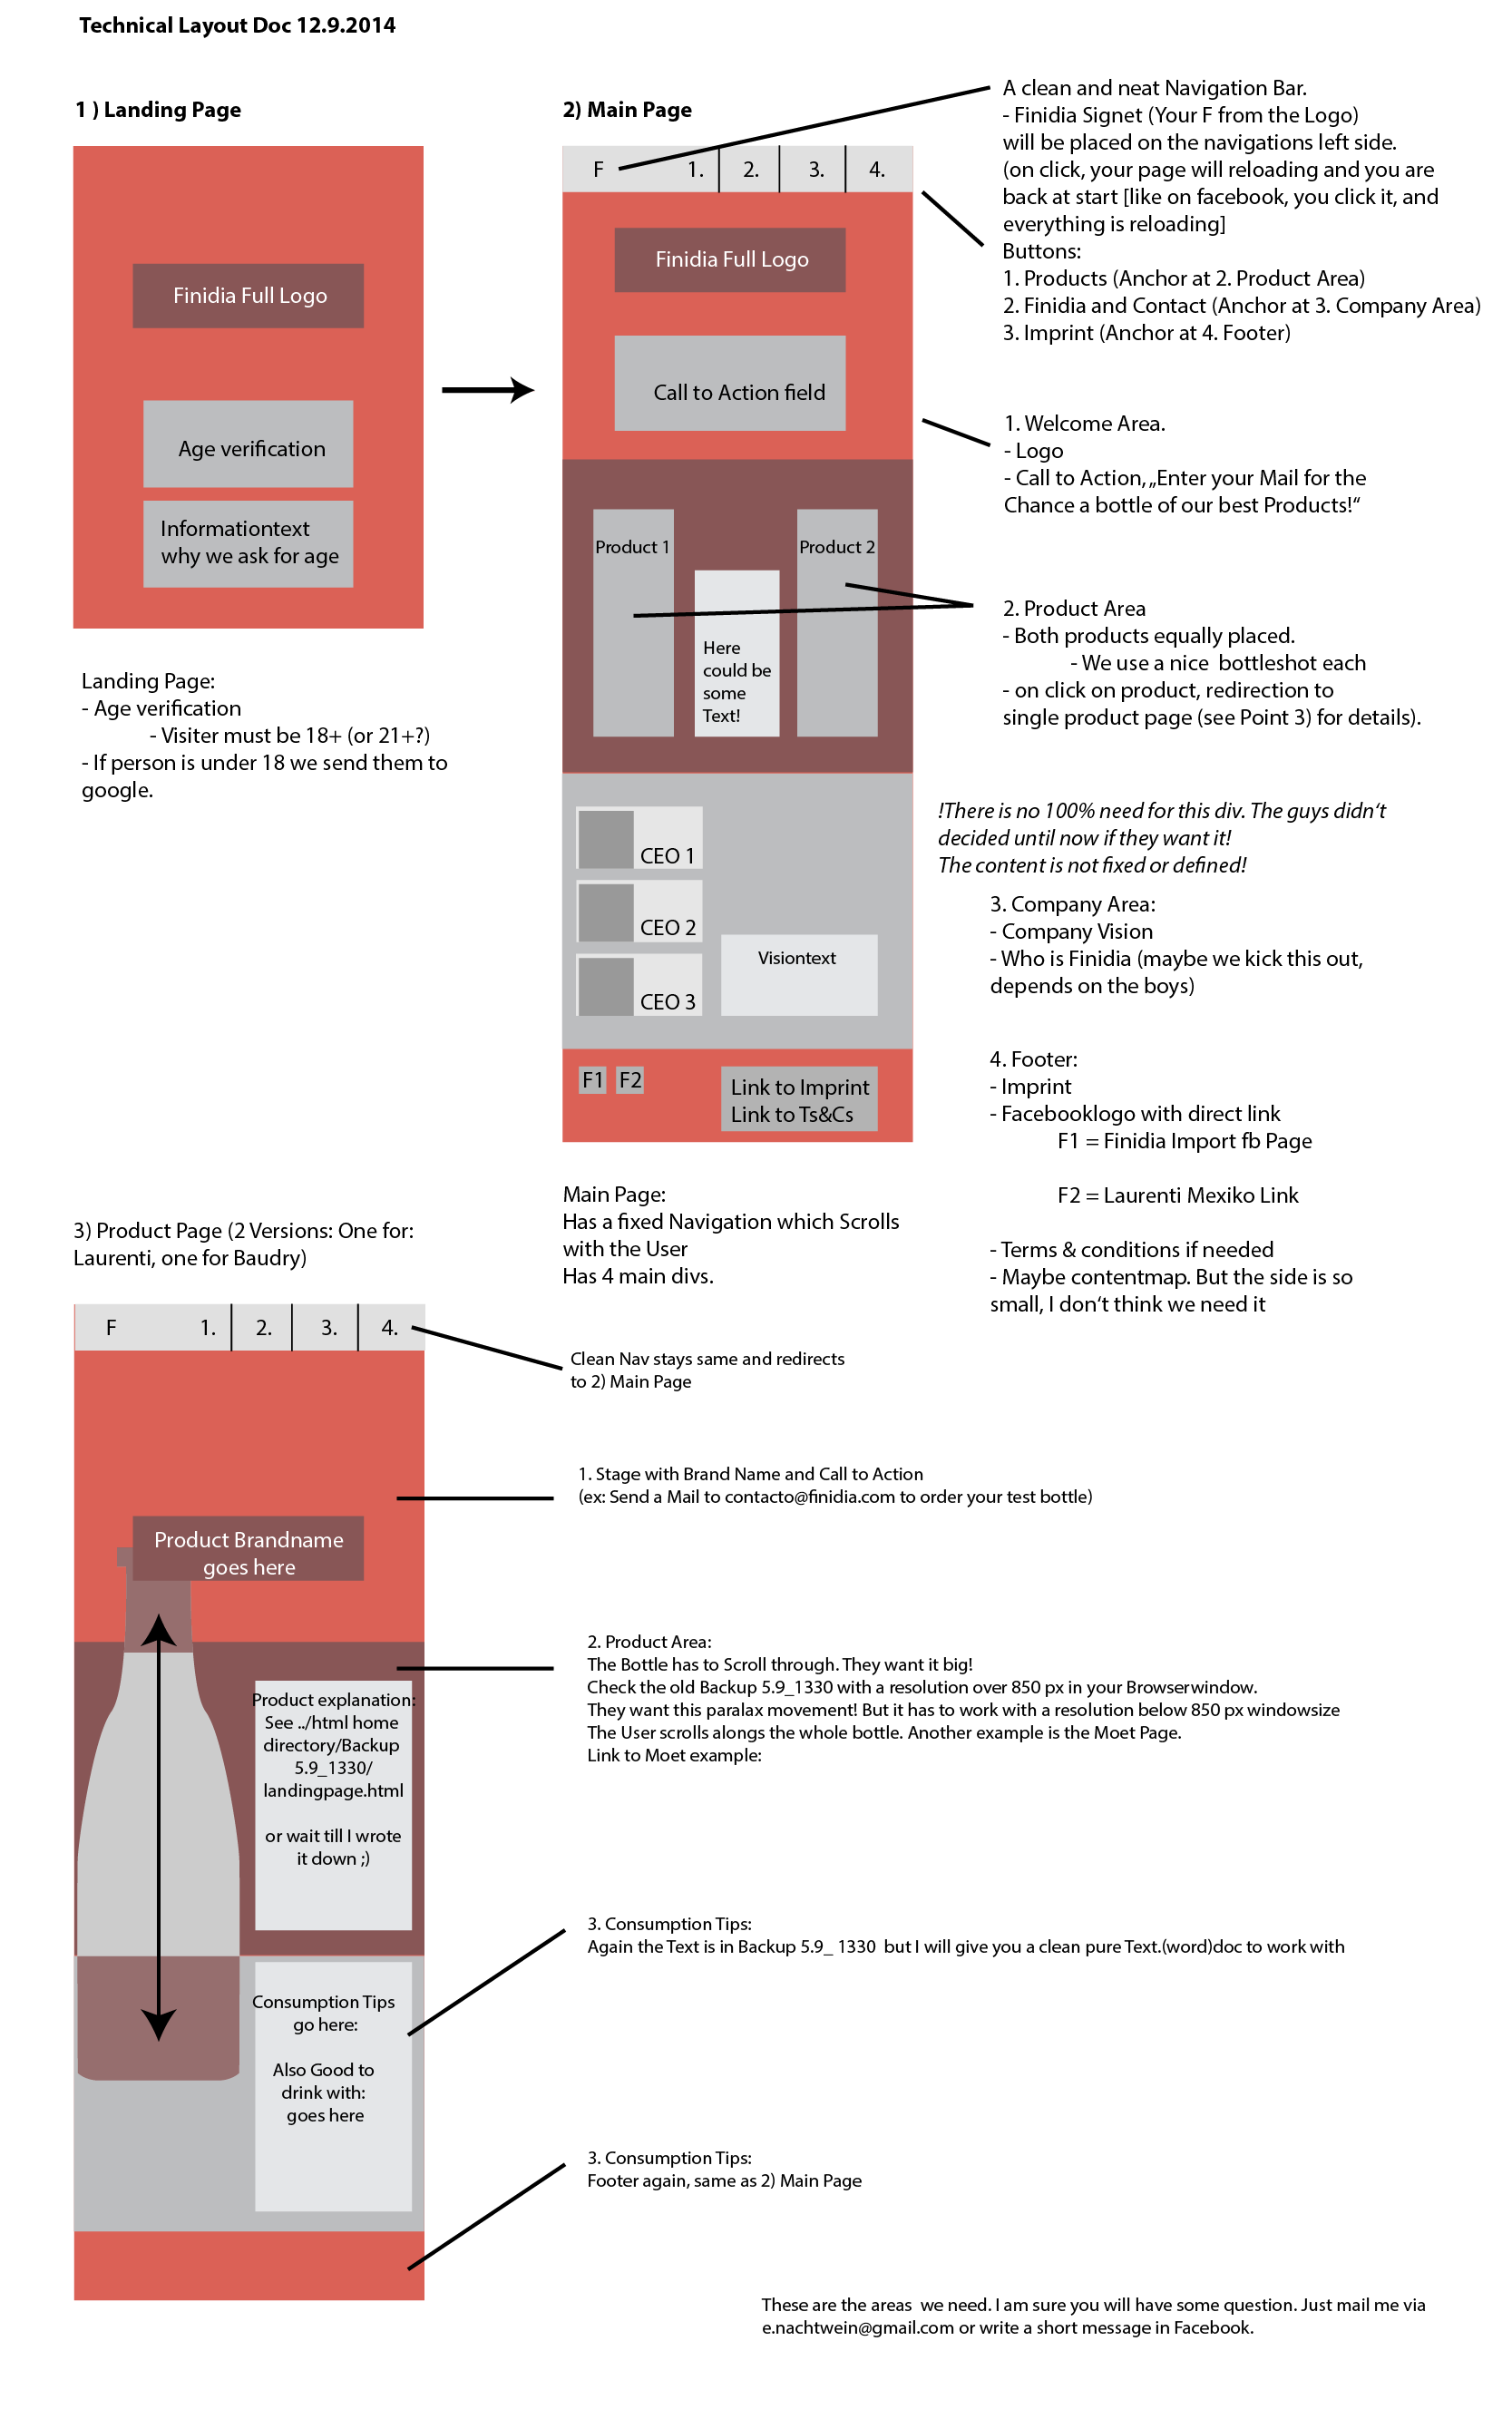 Technical Layout Doc 12.9.2014
1 ) Landing Page
Finidia Full Logo
Age verification
Informationtext
why we ask for age
Landing Page:
- Age verification
- Visiter must be 18+ (or 21+?)
- If person is under 18 we send them to
google.
2) Main Page
F 1. 2. 3. 4.
Finidia Full Logo
Call to Action field
Product 1
Product 2
Here
could be
some
Text!
CEO 1
CEO 2
CEO 3
Visiontext
F1 F2
Link to Imprint
Link to Ts&Cs
Main Page:
Has a fixed Navigation which Scrolls
with the User
Has 4 main divs.
A clean and neat Navigation Bar.
- Finidia Signet (Your F from the Logo)
will be placed on the navigations left side.
(on click, your page will reloading and you are
back at start [like on facebook, you click it, and
everything is reloading]
Buttons:
1. Products (Anchor at 2. Product Area)
2. Finidia and Contact (Anchor at 3. Company Area)
3. Imprint (Anchor at 4. Footer)
1. Welcome Area.
- Logo
- Call to Action, „Enter your Mail for the
Chance a bottle of our best Products!“
2. Product Area
- Both products equally placed.
- We use a nice  bottleshot each
- on click on product, redirection to
single product page (see Point 3) for details).
!There is no 100% need for this div. The guys didn‘t
decided until now if they want it!
The content is not fixed or defined!
3. Company Area:
- Company Vision
- Who is Finidia (maybe we kick this out,
depends on the boys)
4. Footer:
- Imprint
- Facebooklogo with direct link
F1 = Finidia Import fb Page
F2 = Laurenti Mexiko Link
- Terms & conditions if needed
- Maybe contentmap. But the side is so
small, I don‘t think we need it
3) Product Page (2 Versions: One for:
Laurenti, one for Baudry)
F 1. 2. 3. 4.
Product Brandname
goes here
Product explanation:
See ../html home
directory/Backup
5.9_1330/
landingpage.html
or wait till I wrote
it down ;)
Consumption Tips
go here:
Also Good to
drink with:
goes here
Clean Nav stays same and redirects
to 2) Main Page
1. Stage with Brand Name and Call to Action
(ex: Send a Mail to contacto@finidia.com to order your test bottle)
2. Product Area:
The Bottle has to Scroll through. They want it big!
Check the old Backup 5.9_1330 with a resolution over 850 px in your Browserwindow.
They want this paralax movement! But it has to work with a resolution below 850 px windowsize
The User scrolls alongs the whole bottle. Another example is the Moet Page.
Link to Moet example:
3. Consumption Tips:
Again the Text is in Backup 5.9_ 1330  but I will give you a clean pure Text.(word)doc to work with
3. Consumption Tips:
Footer again, same as 2) Main Page
These are the areas  we need. I am sure you will have some question. Just mail me via
e.nachtwein@gmail.com or write a short message in Facebook.